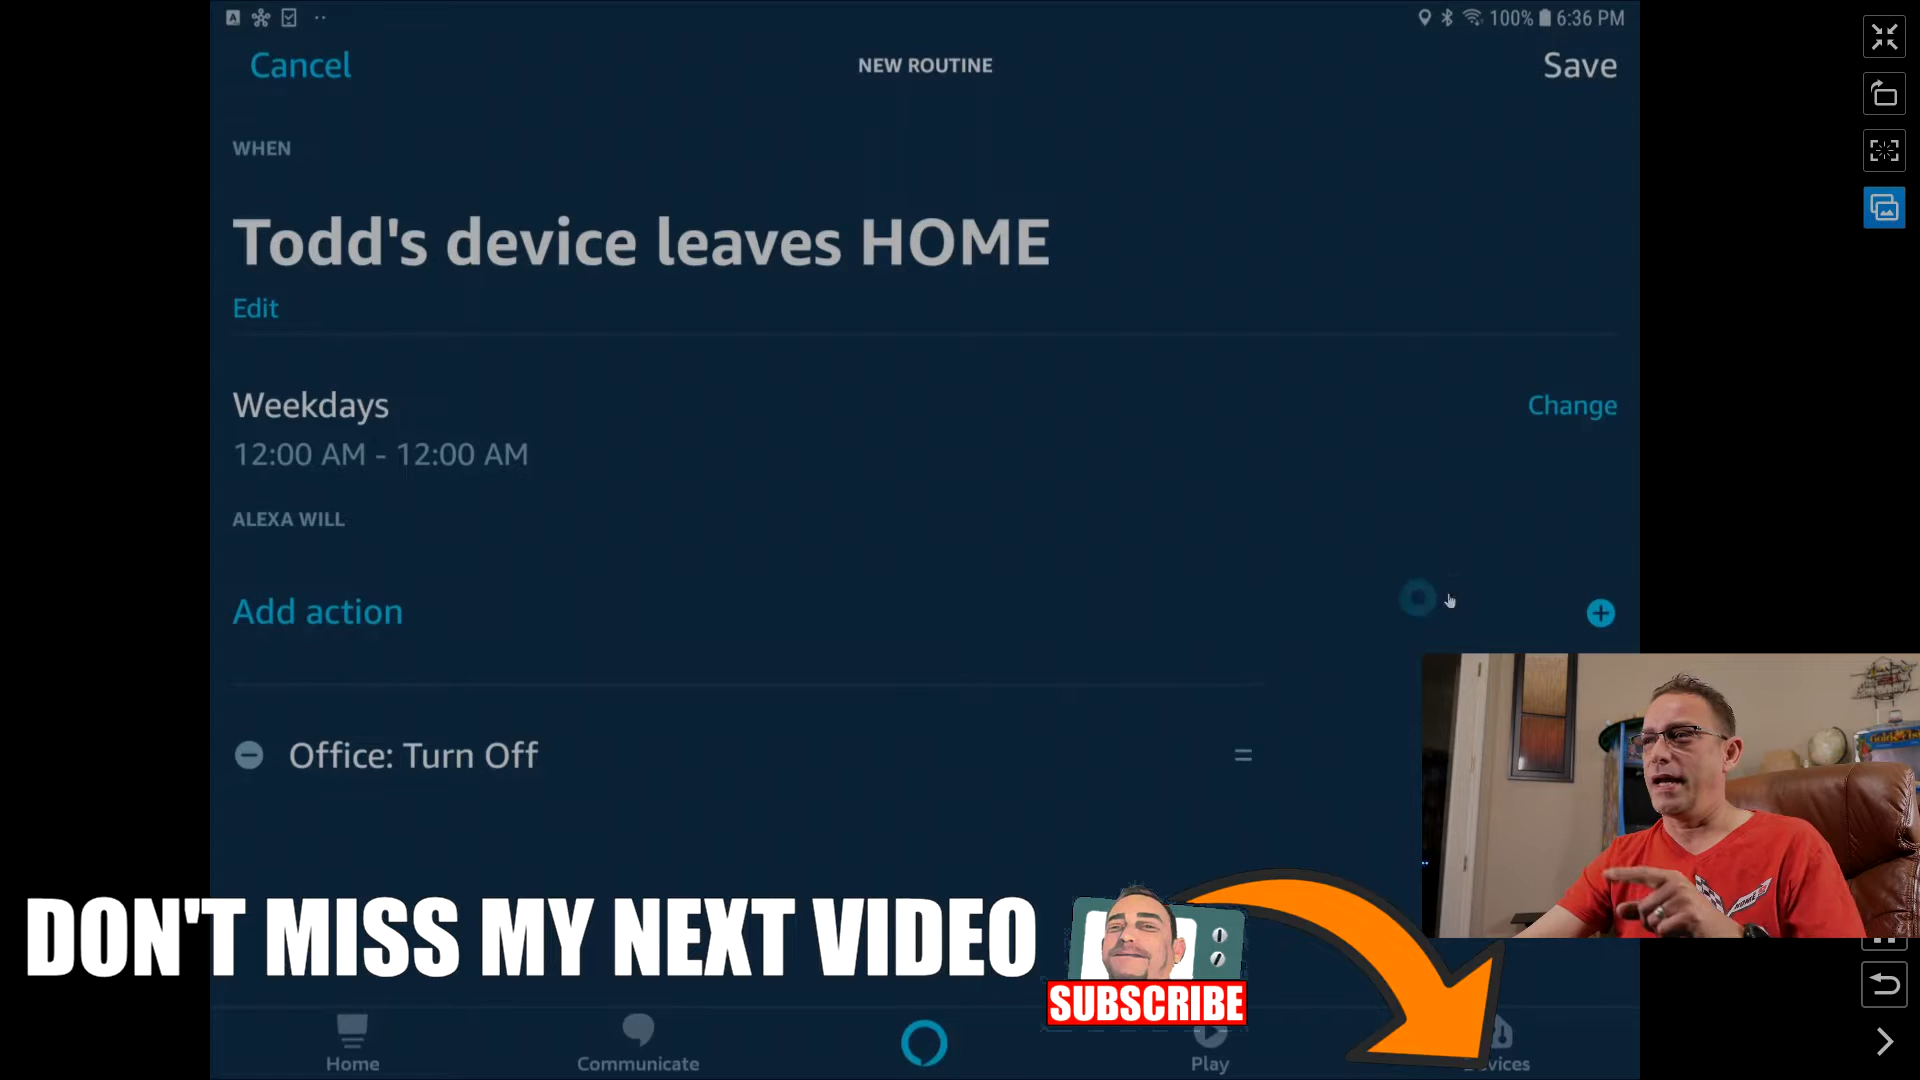 100% 6:36 PM
Cancel
NEW ROUTINE
Save
WHEN
Todd's device leaves HOME
Edit
Weekdays
Change
12:00 AM - 12:00 AM
ALEXA WILL
Add action
Office: Turn Off
DON'T MISS MY NEXT VIDEO
SUBSCRIBE
Home
Communicate
Play